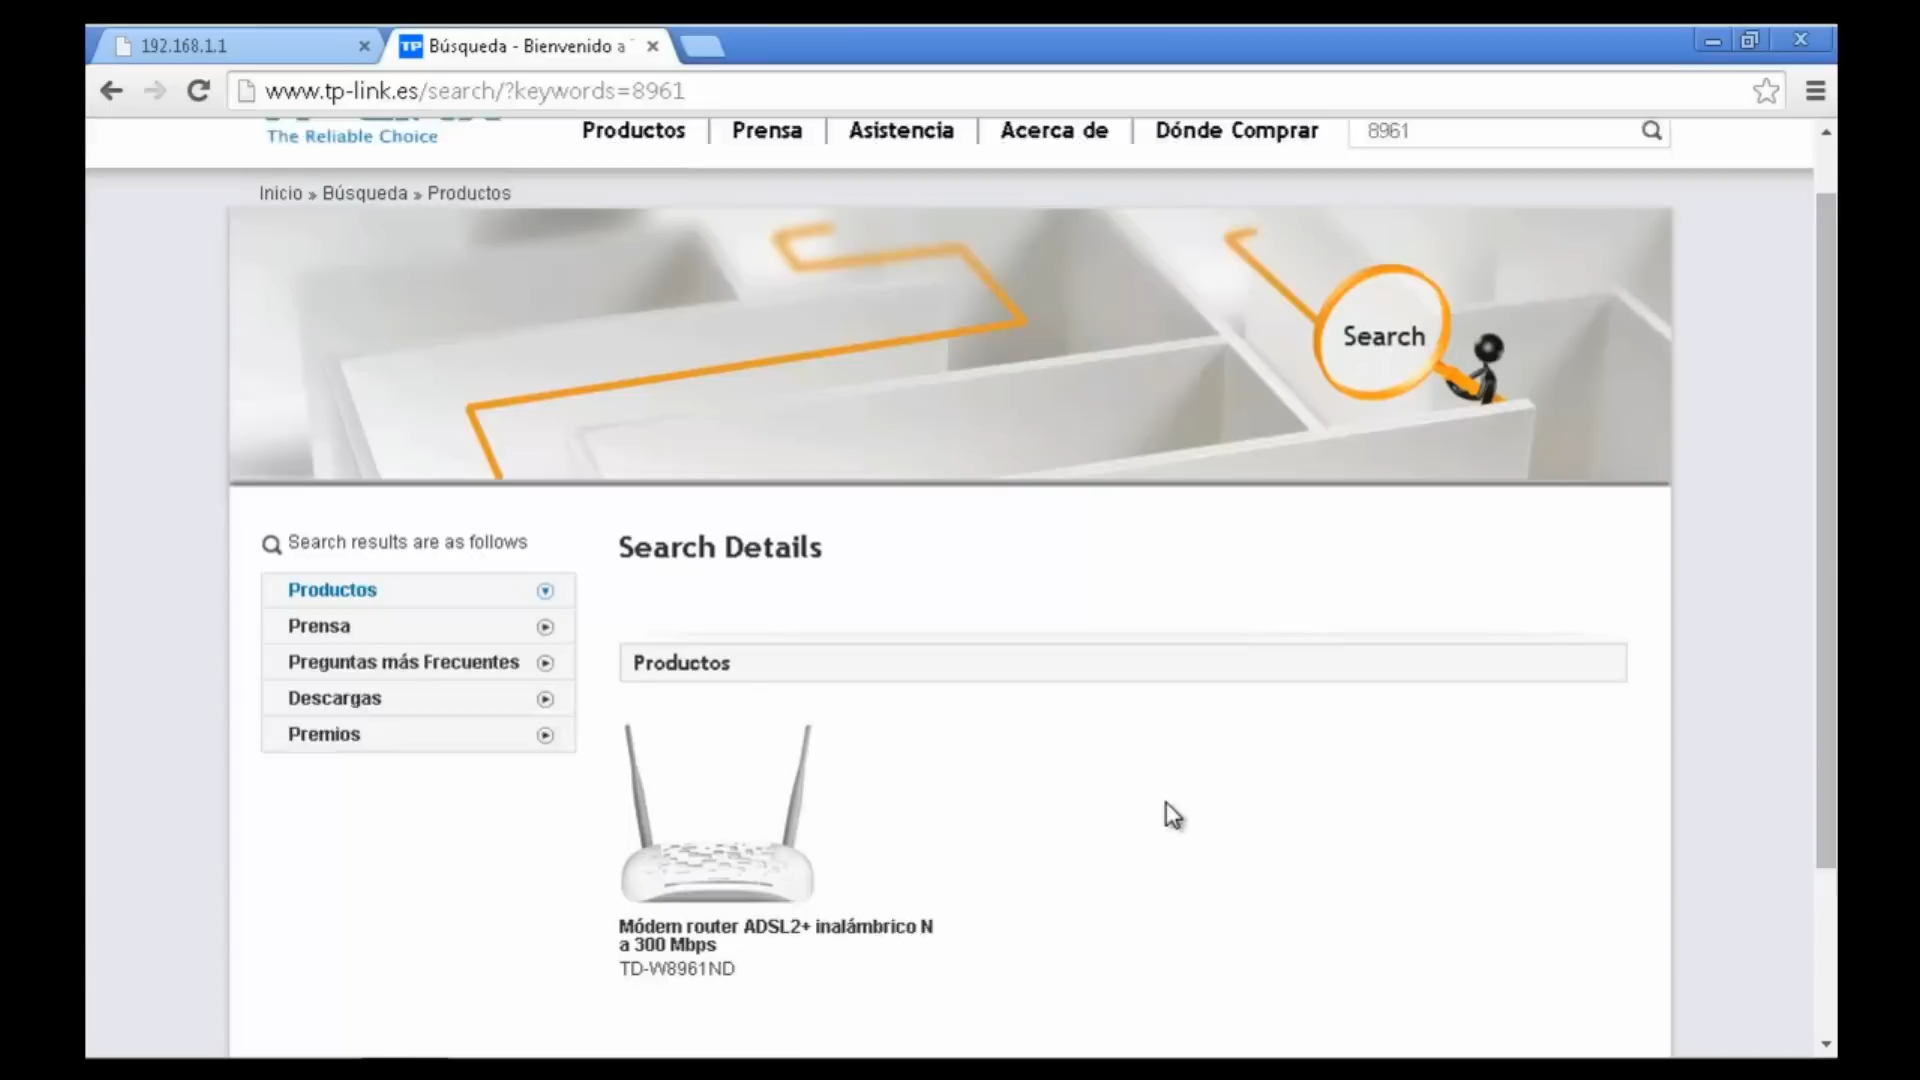 192.168.1.1
TP Búsqueda - Bienvenido a
www.tp-link.es/search/?keywords=8961
The Reliable Choice
Productos
Prensa
Asistencia
Acerca de
Dónde Comprar
8961
Inicio » Búsqueda » Productos
Search
Search results are as follows
Productos
Prensa
Preguntas más Frecuentes
Descargas
Premios
Search Details
Productos
Módem router ADSL2+ inalámbrico N
a 300 Mbps
TD-W8961ND